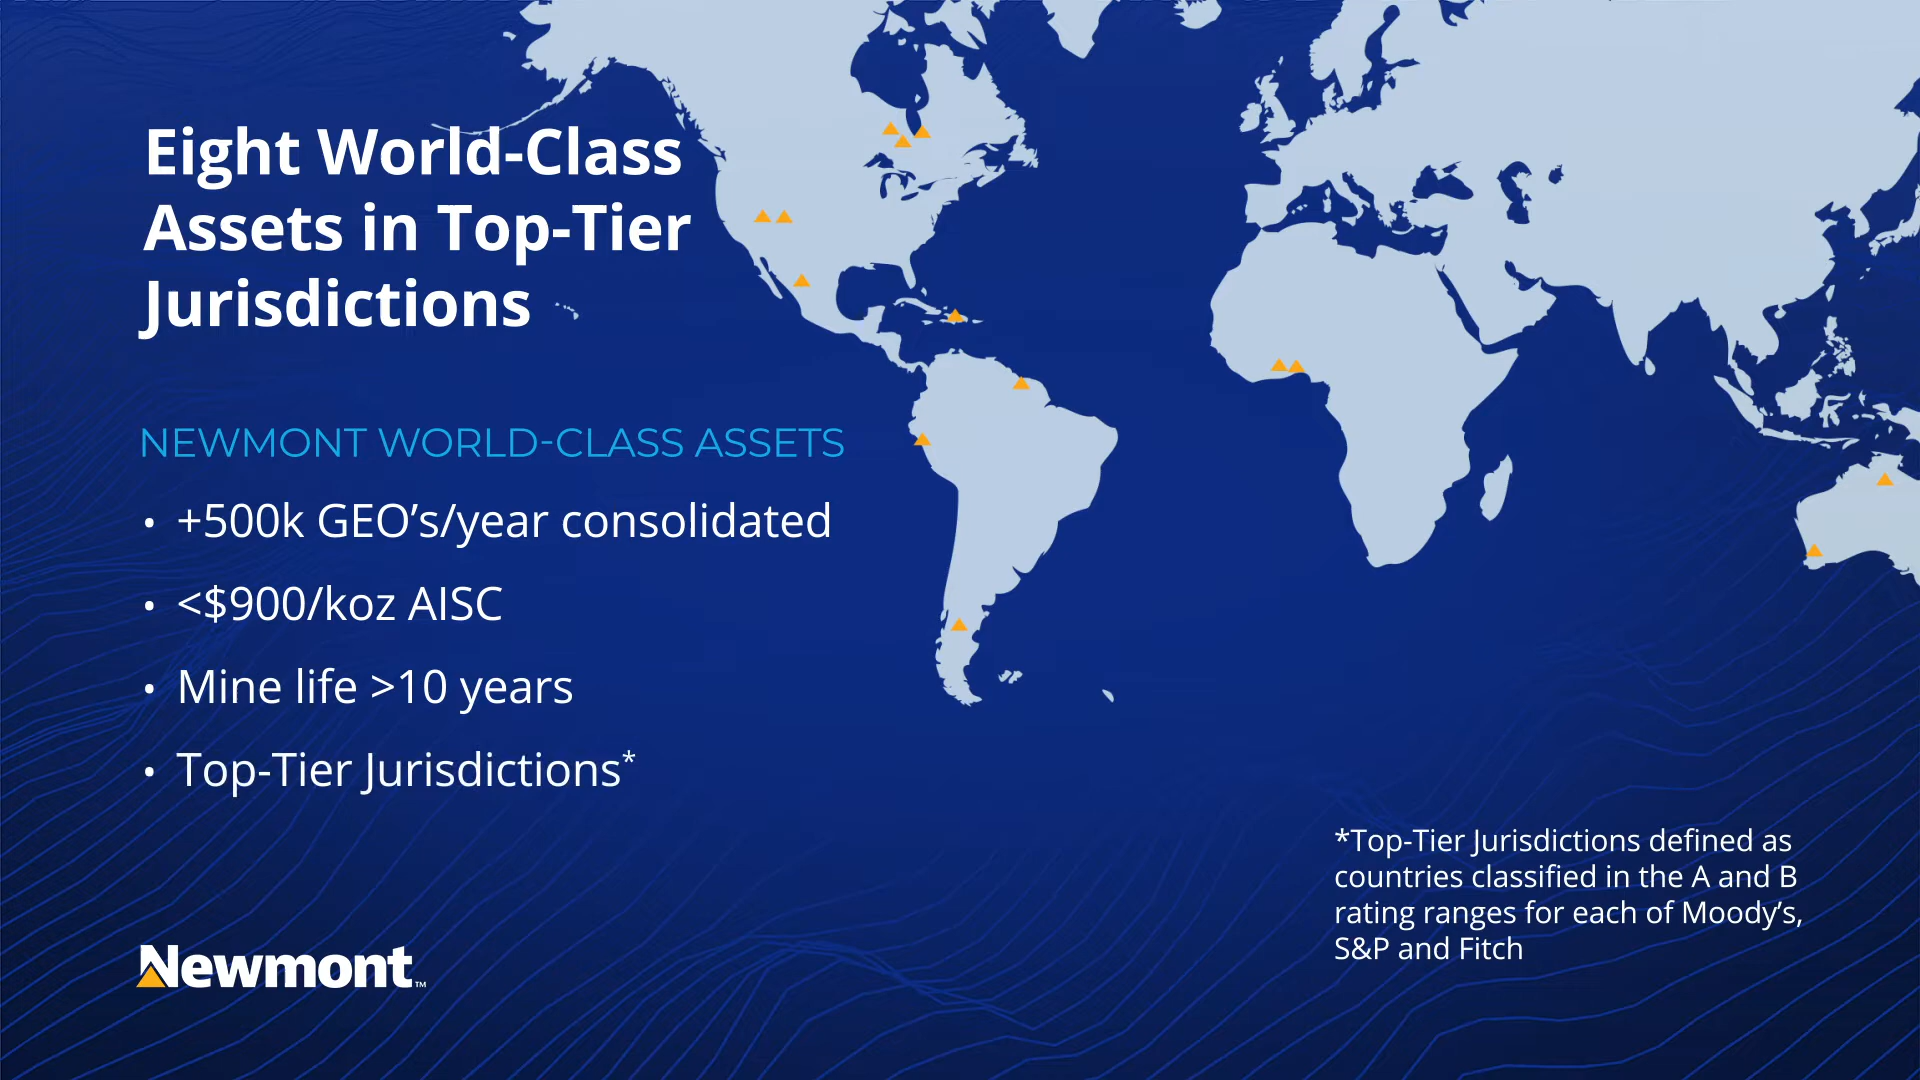 Eight World-Class
Assets in Top-Tier
Jurisdictions
NEWMONT WORLD-CLASS ASSETS
• +500k GEO’s/year consolidated
• <$900/koz AISC
• Mine life >10 years
• Top-Tier Jurisdictions*
*Top-Tier Jurisdictions defined as
countries classified in the A and B
rating ranges for each of Moody’s,
S&P and Fitch
Newmont™